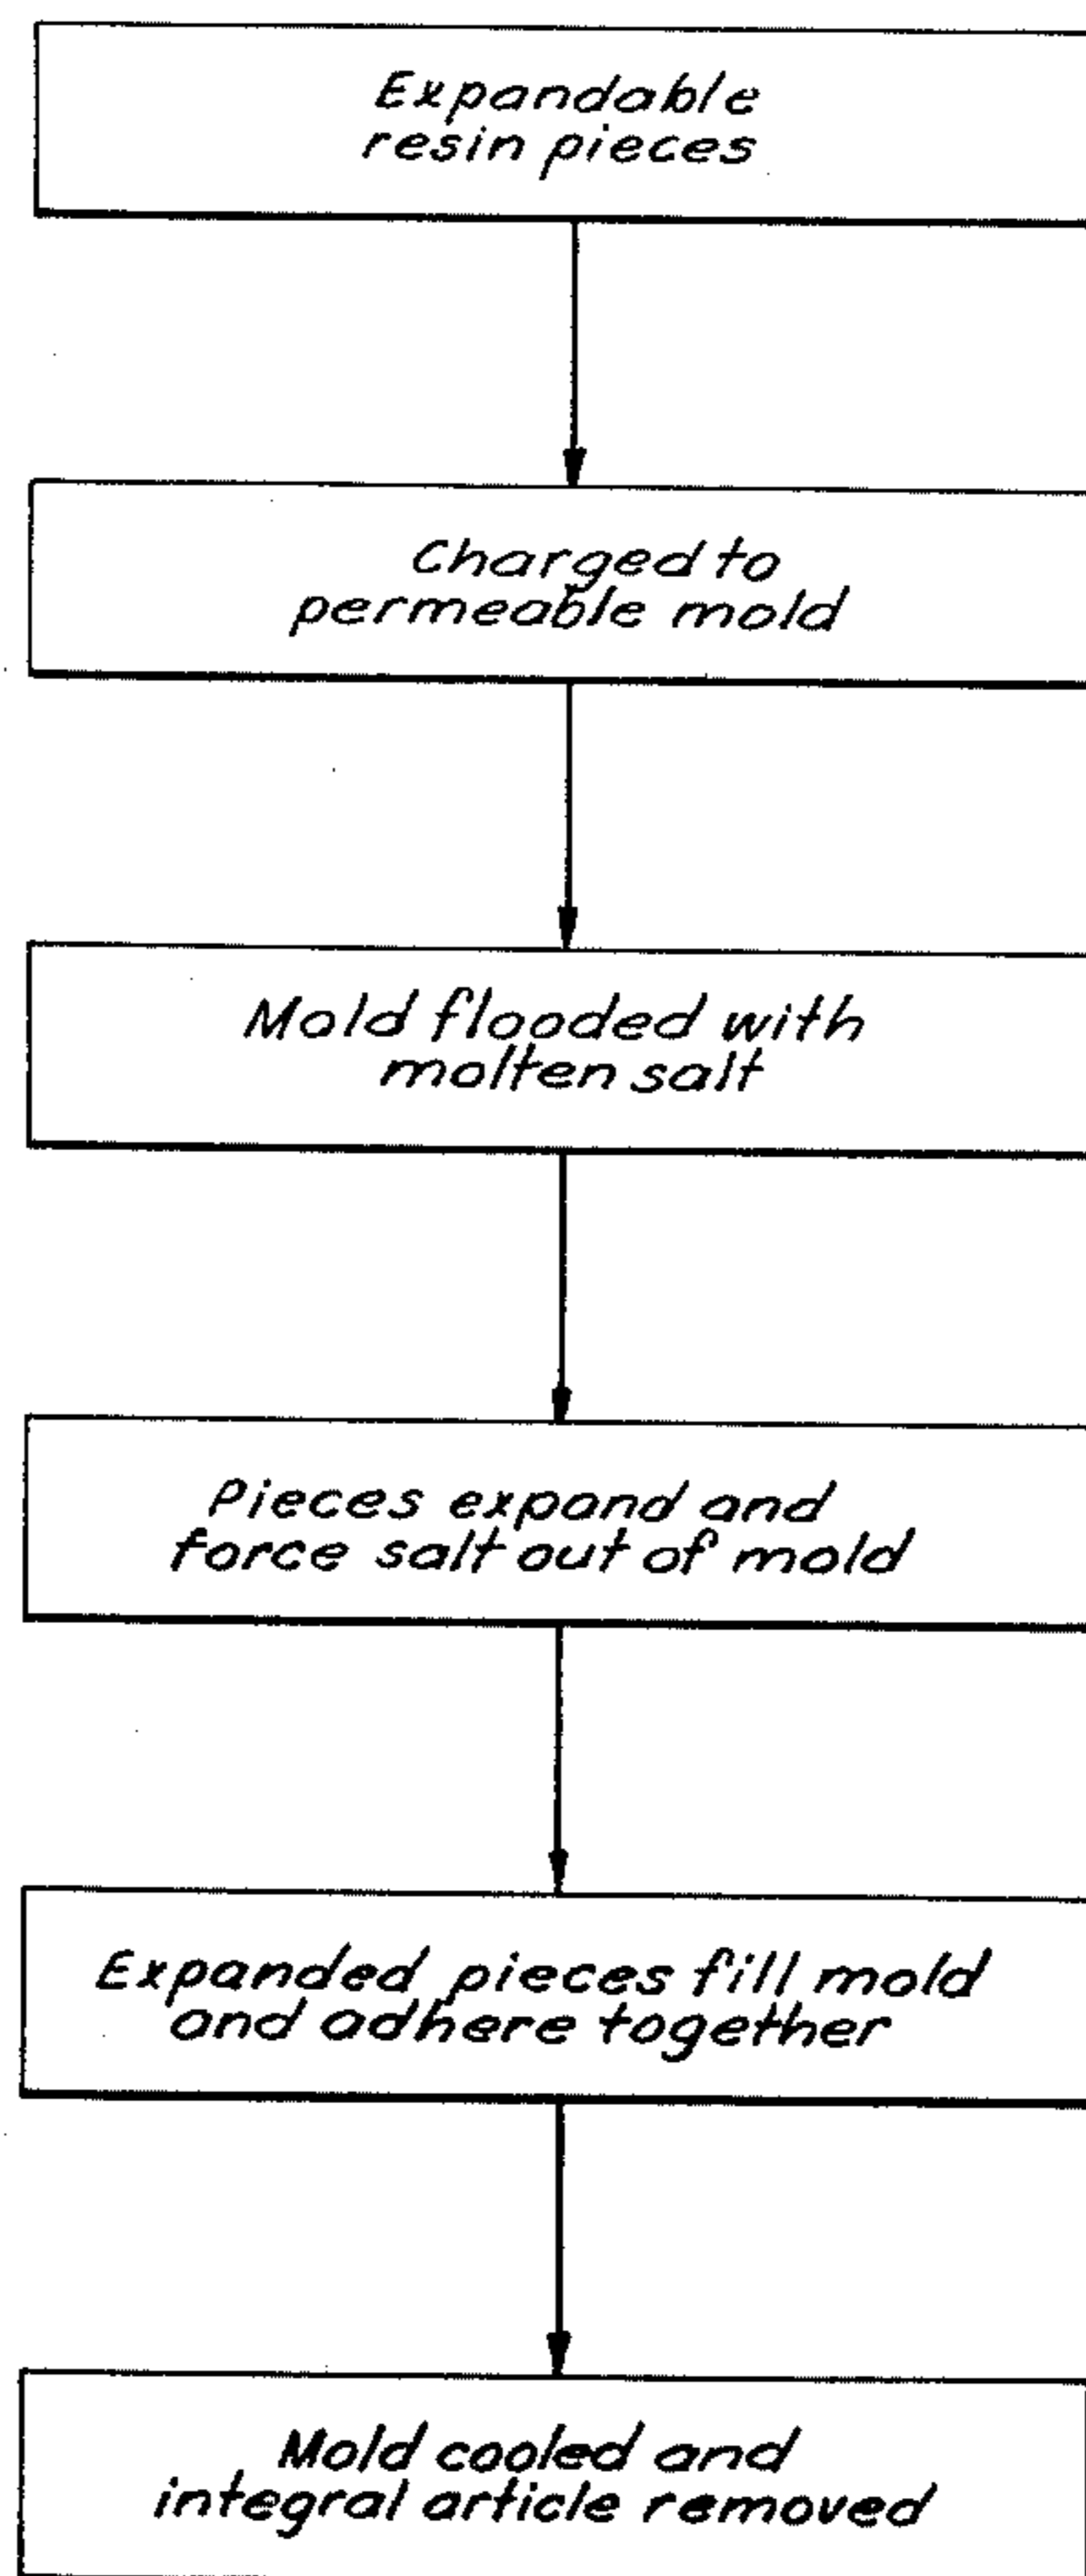 Expandable
resin pieces
Charged to
permeable mold
Mold flooded with
molten salt
Pieces expand and
force salt out of mold
Expanded pieces fill mold
and adhere together
Mold cooled and
integral article removed